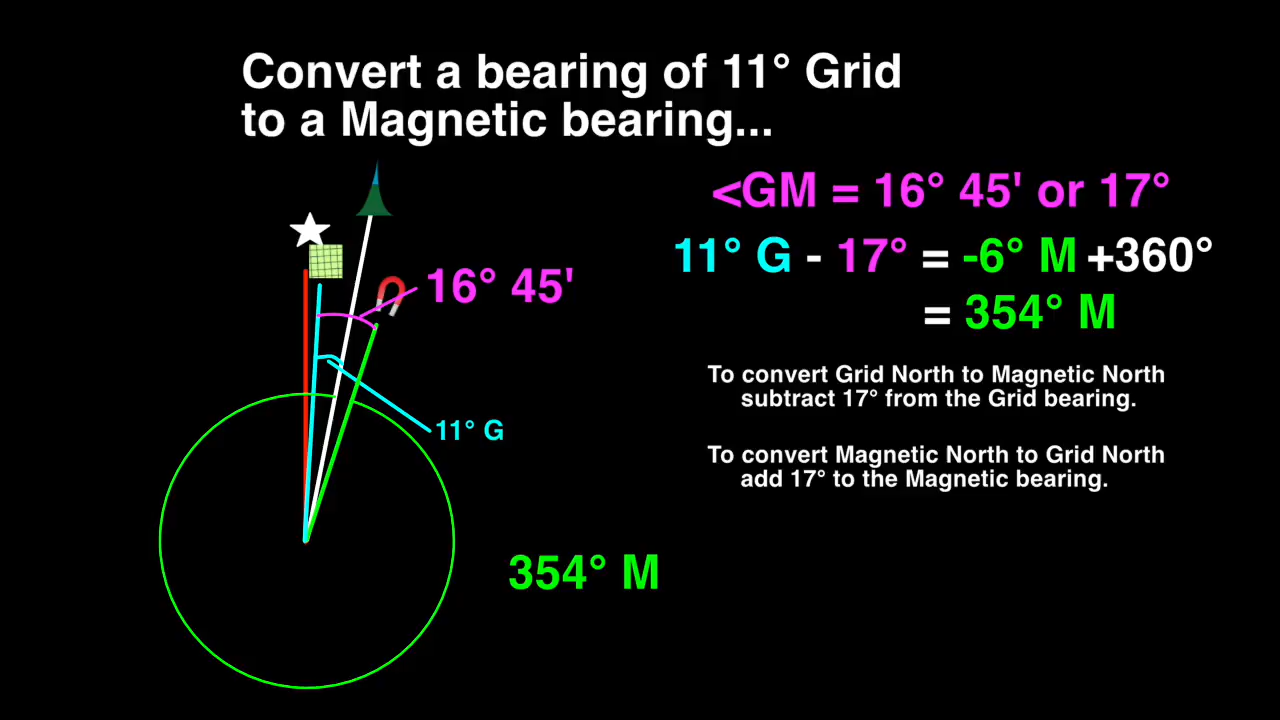 Convert a bearing of 11° Grid
to a Magnetic bearing...
<GM = 16° 45' or 17°
11° G - 17° = -6° M +360°
= 354° M
16° 45'
To convert Grid North to Magnetic North
subtract 17° from the Grid bearing.
11° G
To convert Magnetic North to Grid North
add 17° to the Magnetic bearing.
354° M